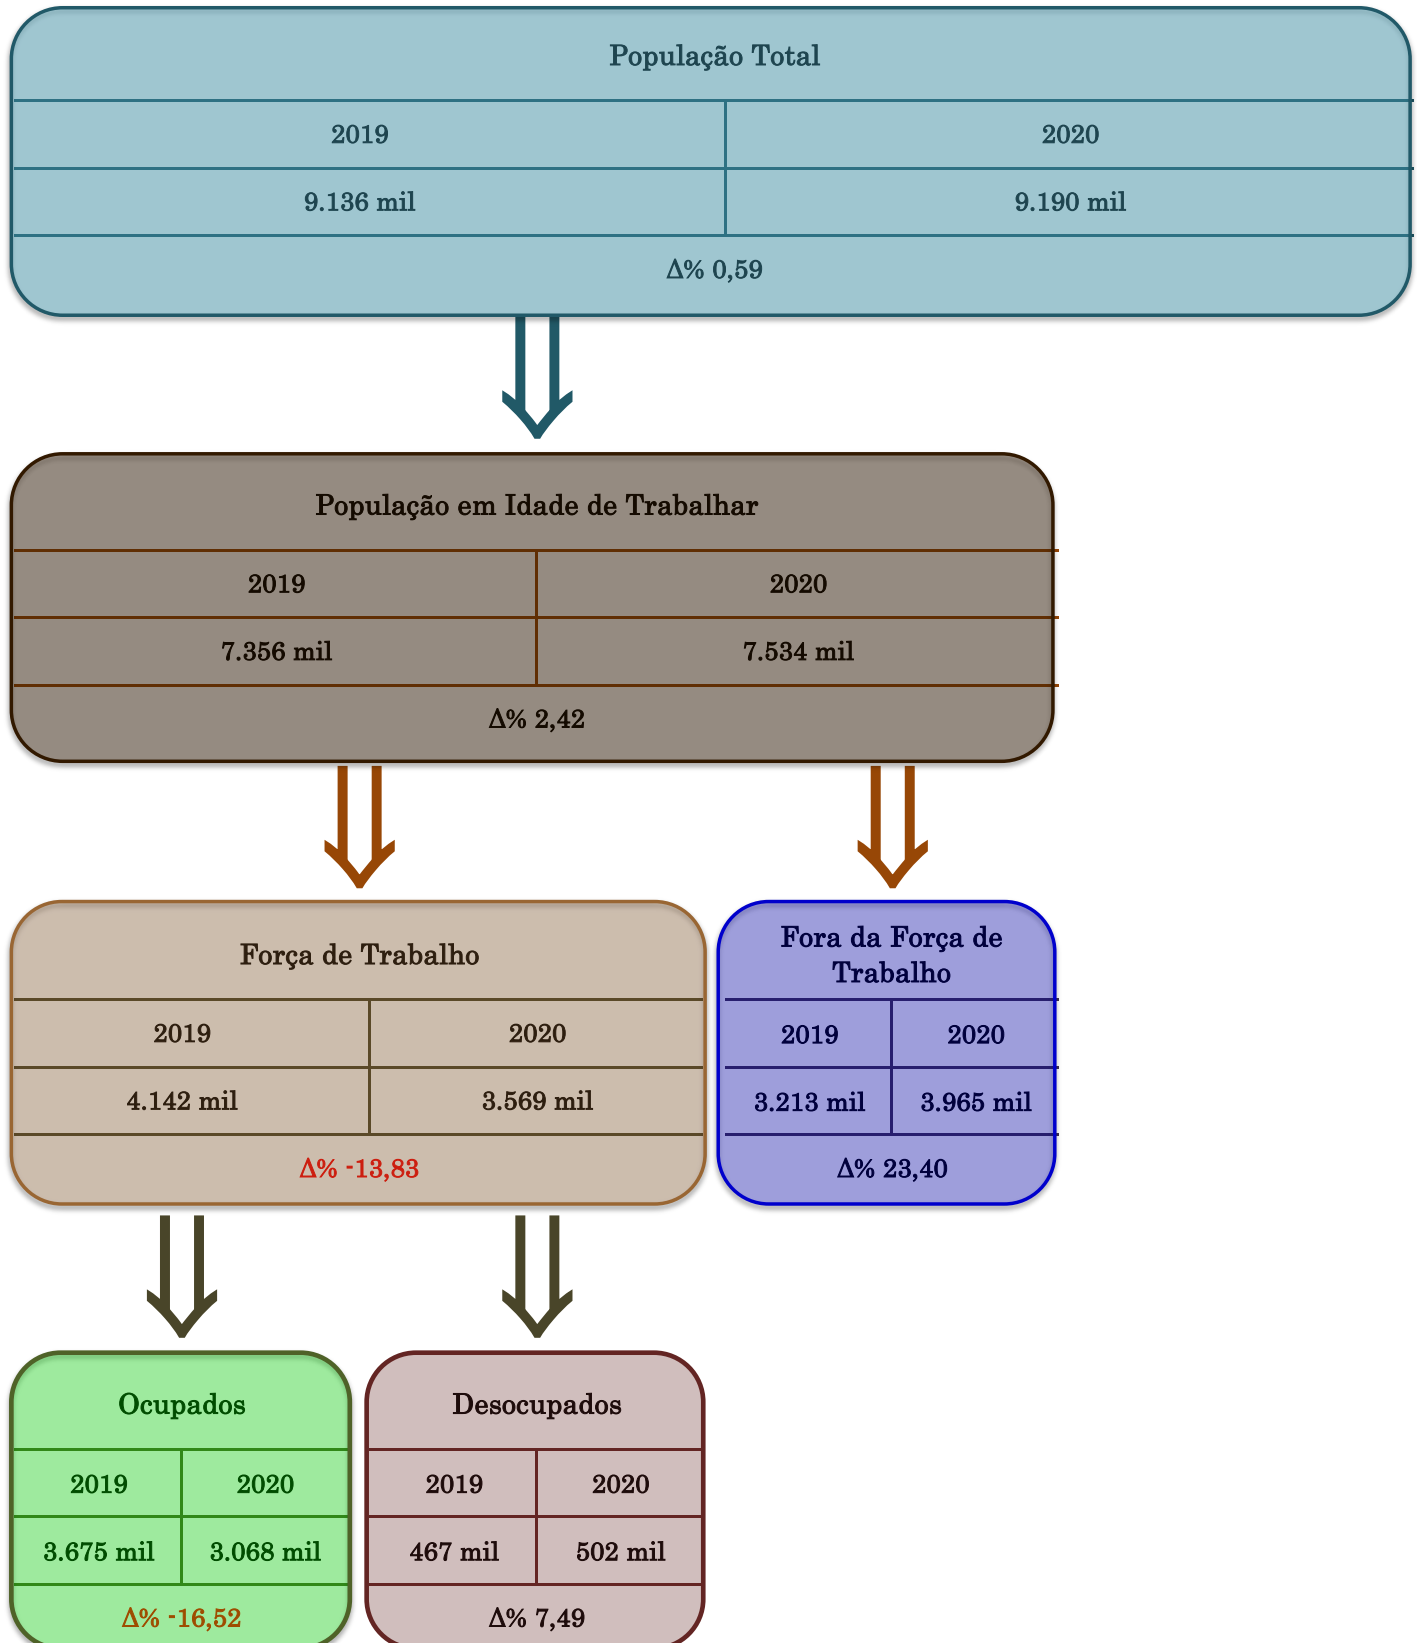 População Total
2019 2020
9.136 mil 9.190 mil
Δ% 0,59
População em Idade de Trabalhar
2019 2020
7.356 mil 7.534 mil
Δ% 2,42
Força de Trabalho
2019 2020
4.142 mil 3.569 mil
Δ% -13,83
Fora da Força de
Trabalho
2019 2020
3.213 mil 3.965 mil
Δ% 23,40
Ocupados
2019 2020
3.675 mil 3.068 mil
Δ% -16,52
Desocupados
2019 2020
467 mil 502 mil
Δ% 7,49